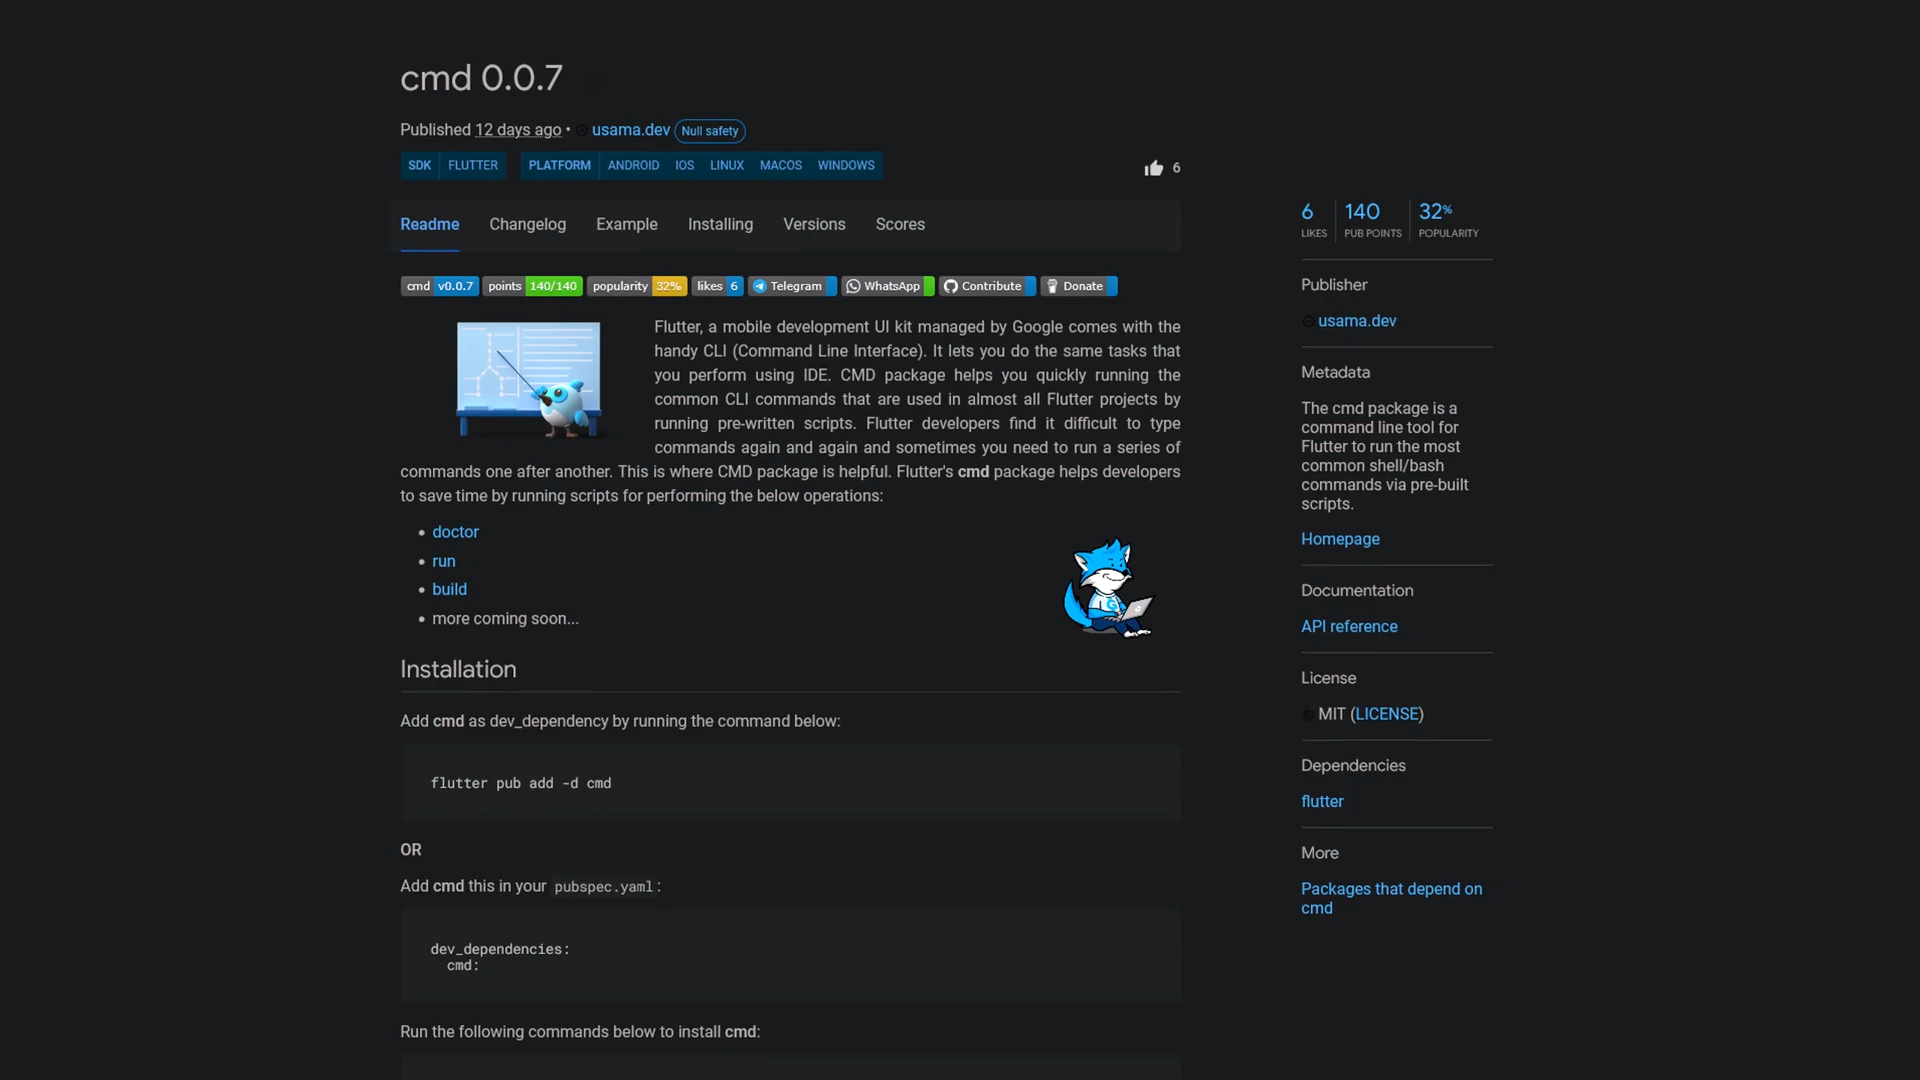 cmd 0.0.7
Published 12 days ago • usama.dev Null safety
SDK FLUTTER PLATFORM ANDROID IOS LINUX MACOS WINDOWS
6
Readme Changelog Example Installing Versions Scores
cmd v0.0.7 points 140/140 popularity 32% likes 6 Telegram WhatsApp Contribute Donate
Flutter, a mobile development UI kit managed by Google comes with the
handy CLI (Command Line Interface). It lets you do the same tasks that
you perform using IDE. CMD package helps you quickly running the
common CLI commands that are used in almost all Flutter projects by
running pre-written scripts. Flutter developers find it difficult to type
commands again and again and sometimes you need to run a series of
commands one after another. This is where CMD package is helpful. Flutter's cmd package helps developers
to save time by running scripts for performing the below operations:
• doctor
• run
• build
• more coming soon...
Installation
Add cmd as dev_dependency by running the command below:
flutter pub add -d cmd
OR
Add cmd this in your pubspec.yaml:
dev_dependencies:
cmd:
Run the following commands below to install cmd:
6 140 32%
LIKES PUB POINTS POPULARITY
Publisher
usama.dev
Metadata
The cmd package is a
command line tool for
Flutter to run the most
common shell/bash
commands via pre-built
scripts.
Homepage
Documentation
API reference
License
MIT (LICENSE)
Dependencies
flutter
More
Packages that depend on
cmd